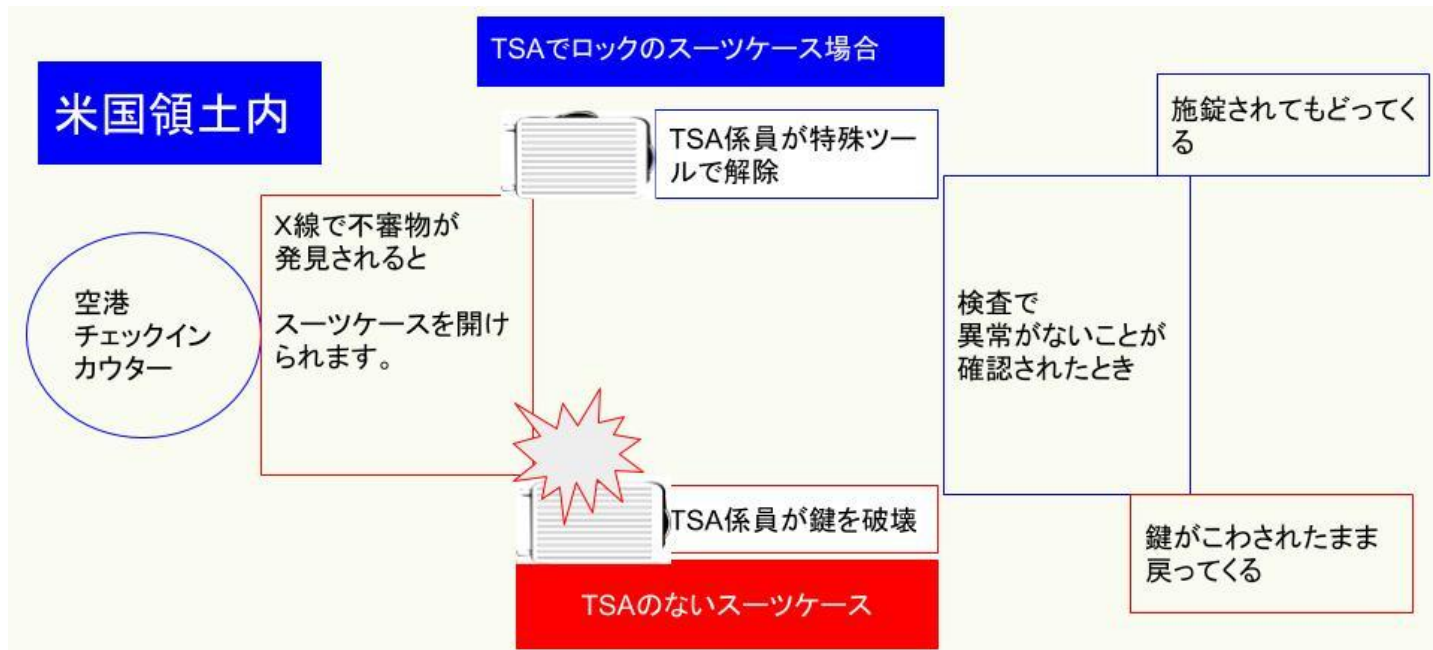 TSAでロックのスーツケース場合
米国領土内
施錠されてもどってく
る
TSA係員が特殊ツー
ルで解除
X線で不審物が
発見されると
スーツケースを開け
られます。
空港
チェックイン
カウター
検査で
異常がないことが
確認されたとき
TSA係員が鍵を破壊
鍵がこわされたまま
戻ってくる
TSAのないスーツケース